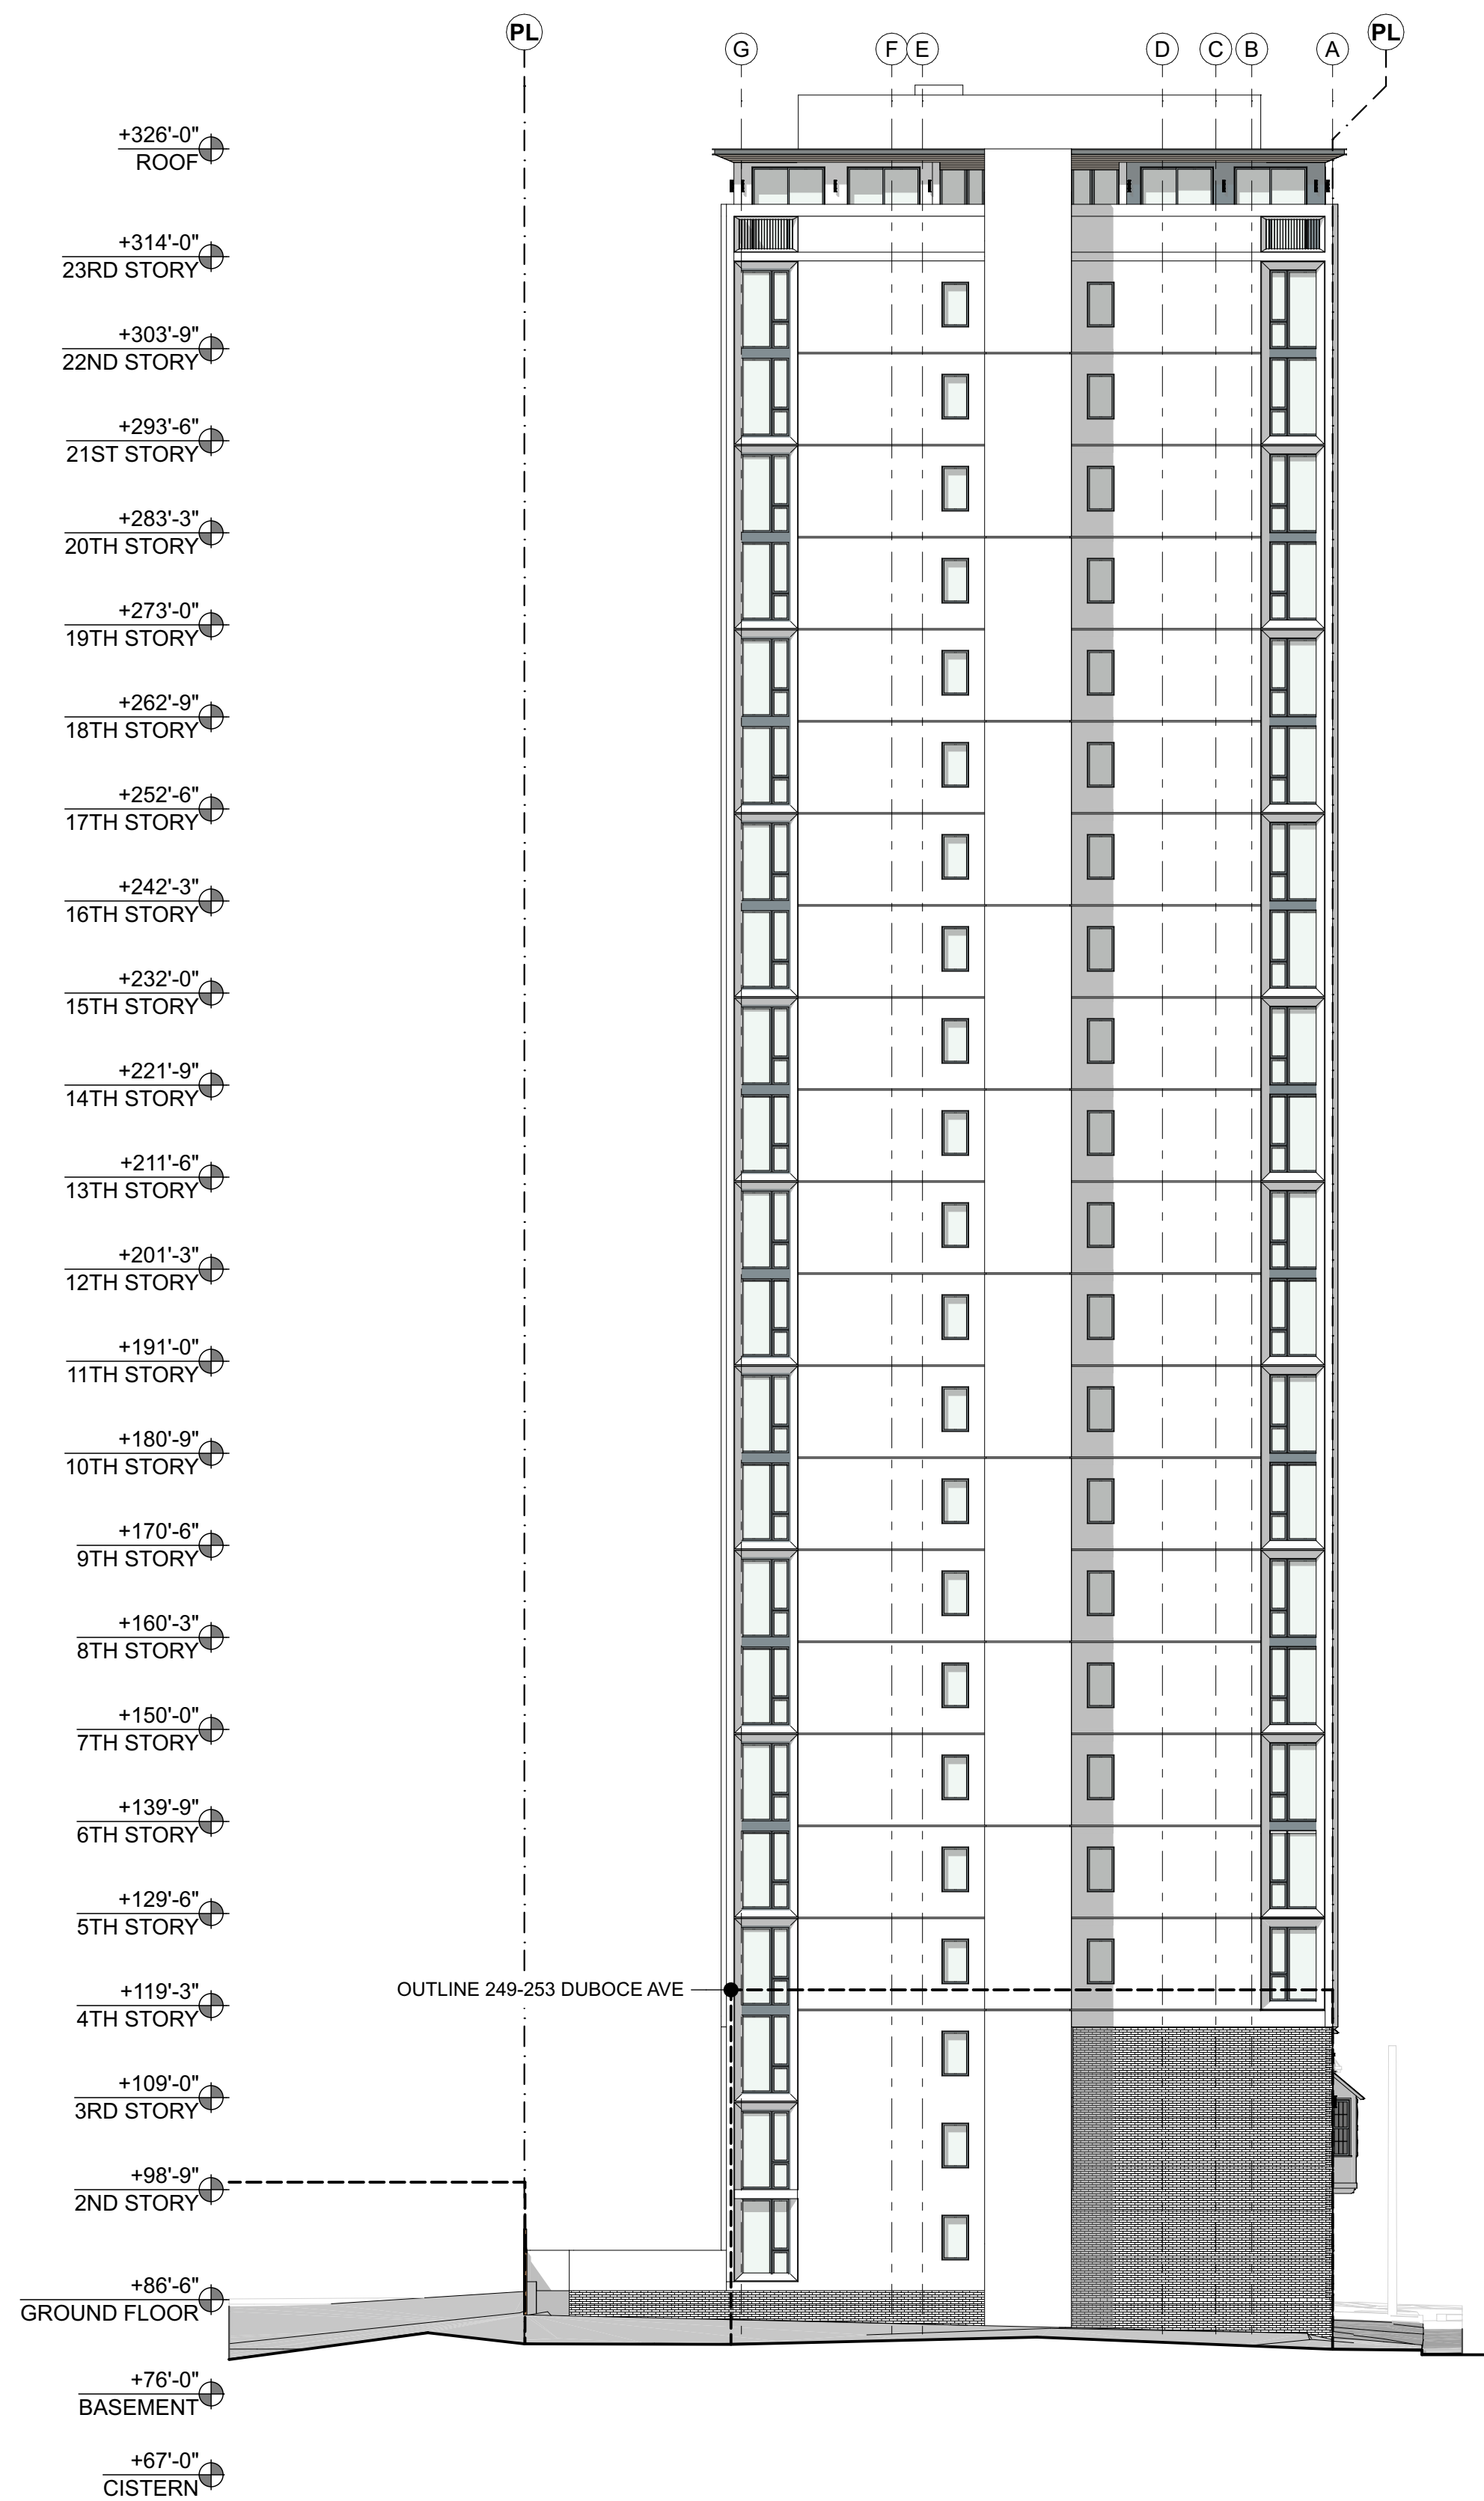 PL
G
F
E
D
C
B
A
PL
+326'-0"
ROOF
+314'-0"
23RD STORY
+303'-9"
22ND STORY
+293'-6"
21ST STORY
+283'-3"
20TH STORY
+273'-0"
19TH STORY
+262'-9"
18TH STORY
+252'-6"
17TH STORY
+242'-3"
16TH STORY
+232'-0"
15TH STORY
+221'-9"
14TH STORY
+211'-6"
13TH STORY
+201'-3"
12TH STORY
+191'-0"
11TH STORY
+180'-9"
10TH STORY
+170'-6"
9TH STORY
+160'-3"
8TH STORY
+150'-0"
7TH STORY
+139'-9"
6TH STORY
+129'-6"
5TH STORY
OUTLINE 249-253 DUBOCE AVE
+119'-3"
4TH STORY
+109'-0"
3RD STORY
+98'-9"
2ND STORY
+86'-6"
GROUND FLOOR
+76'-0"
BASEMENT
+67'-0"
CISTERN